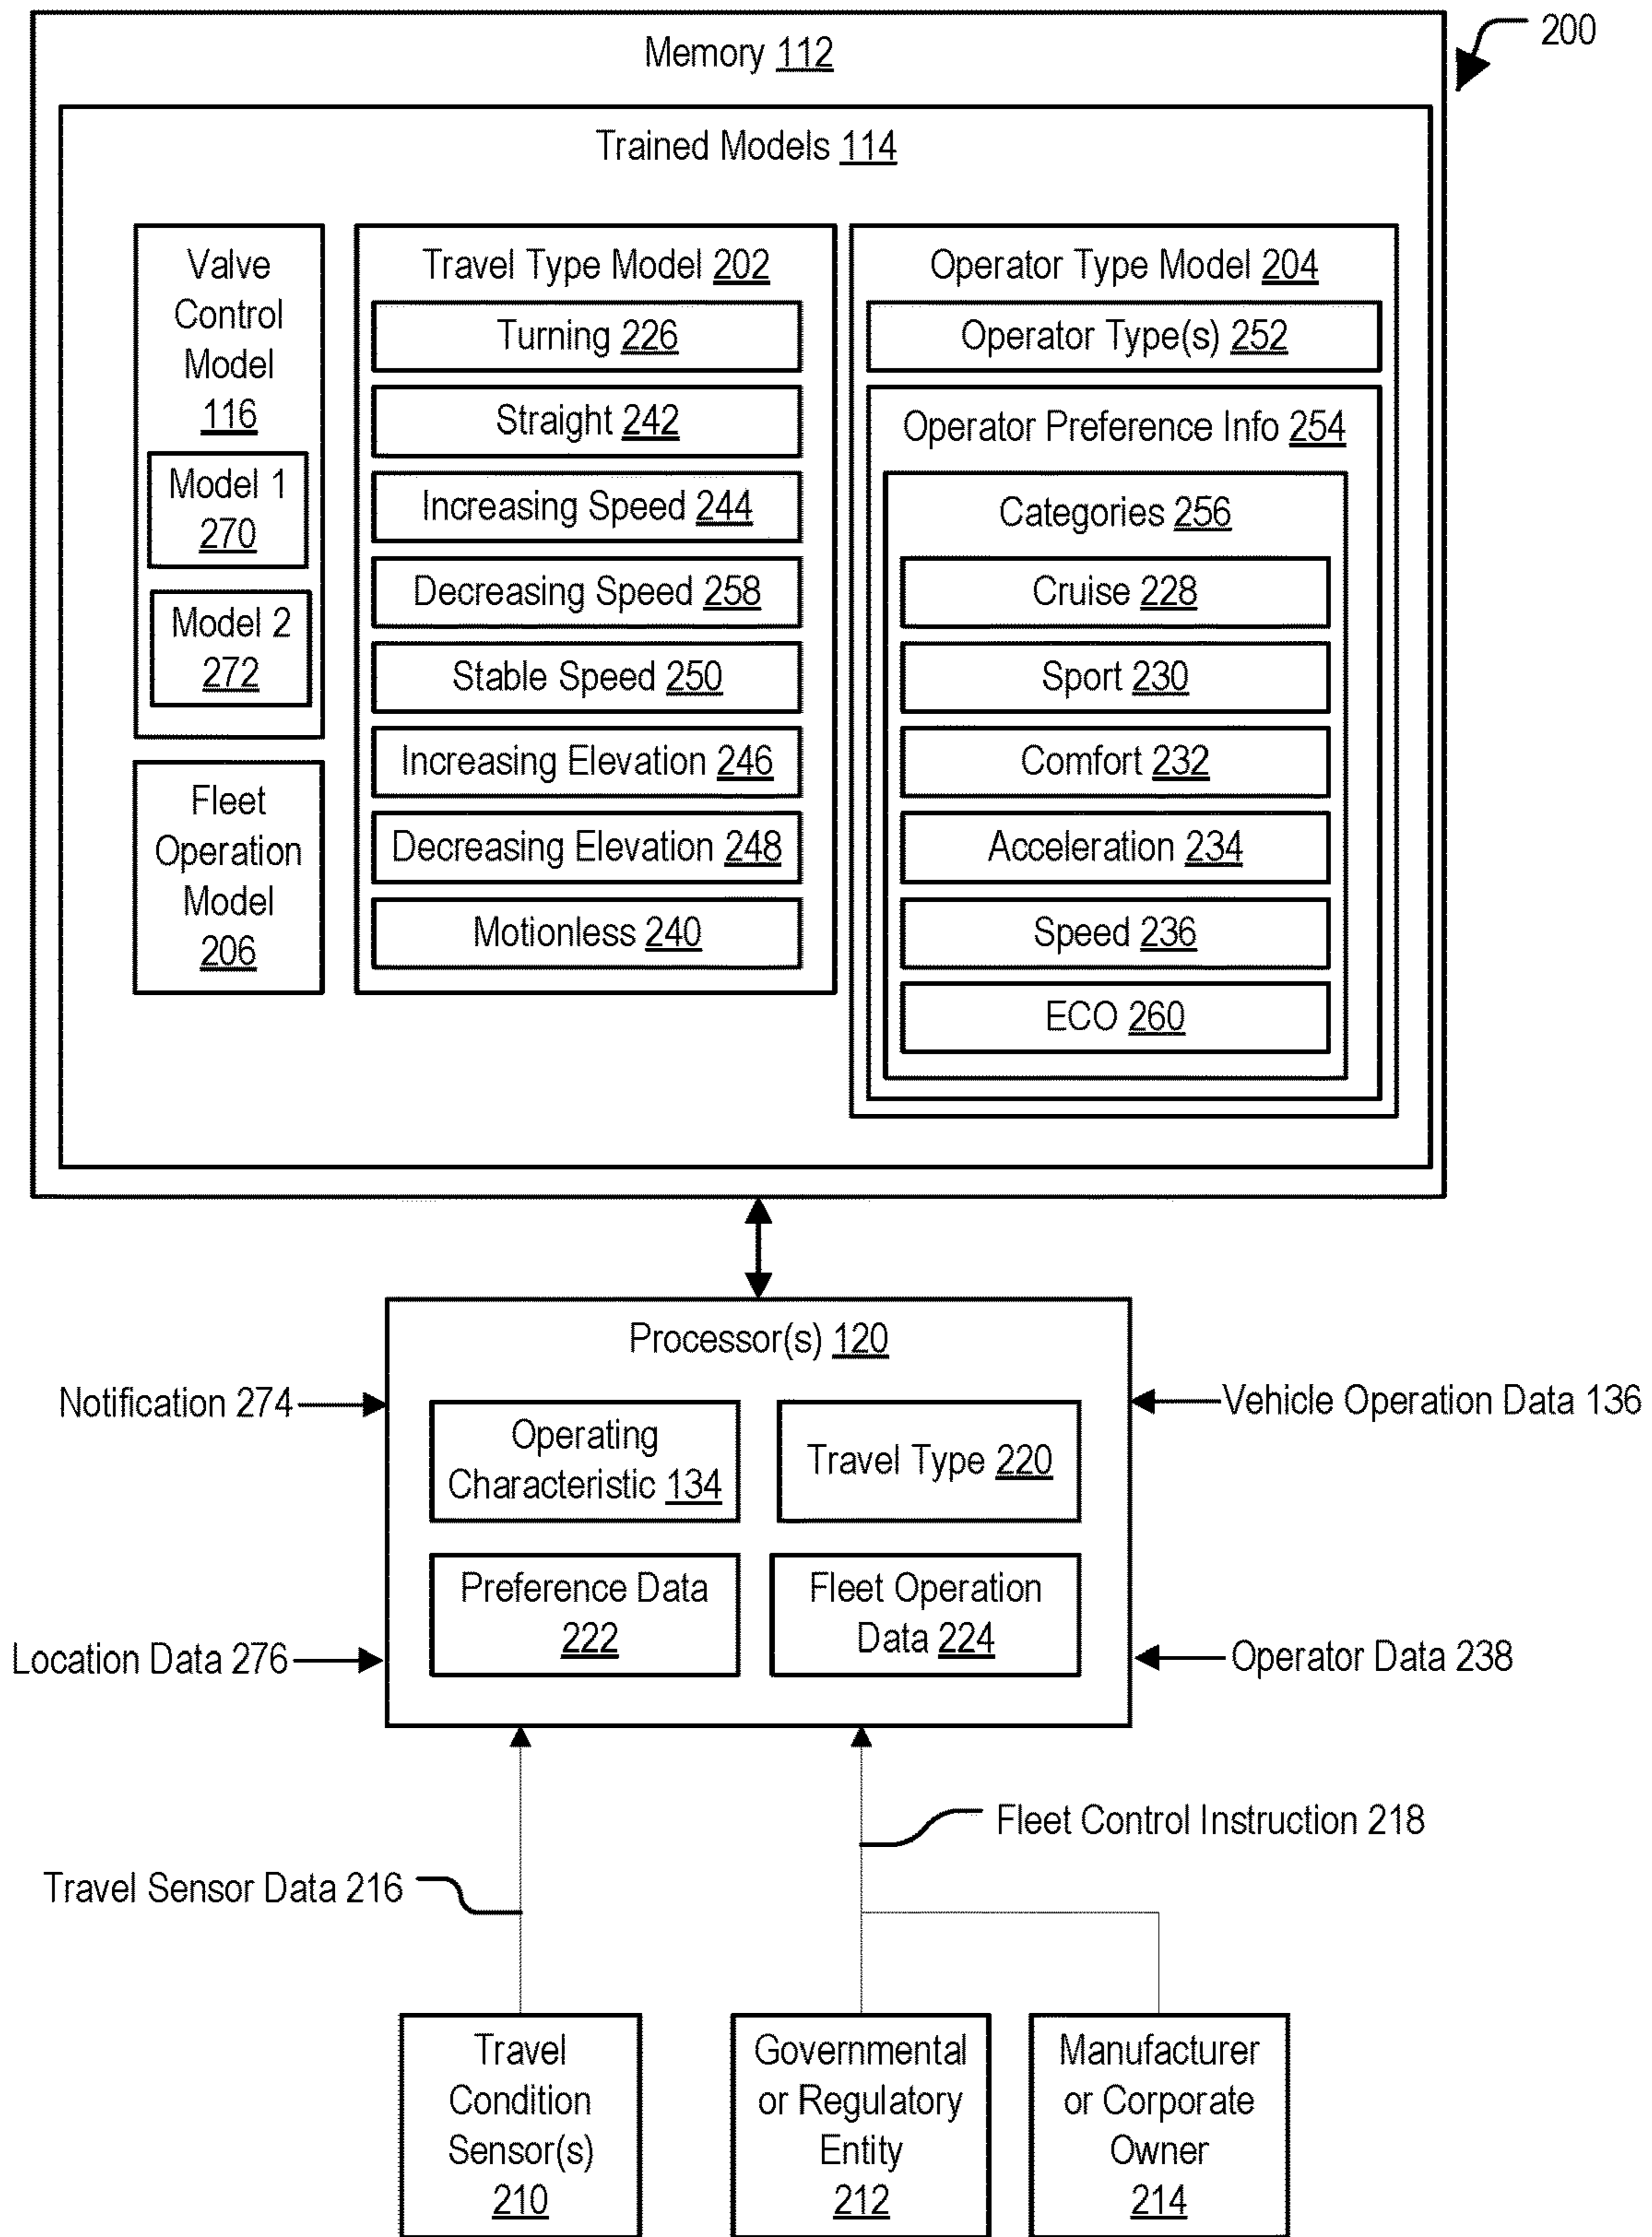 200
Memory 112
Trained Models 114
Valve
Control
Model
116
Model 1
270
Model 2
272
Fleet
Operation
Model
206
Travel Type Model 202
Turning 226
Straight 242
Increasing Speed 244
Decreasing Speed 258
Stable Speed 250
Increasing Elevation 246
Decreasing Elevation 248
Motionless 240
Operator Type Model 204
Operator Type(s) 252
Operator Preference Info 254
Categories 256
Cruise 228
Sport 230
Comfort 232
Acceleration 234
Speed 236
ECO 260
Processor(s) 120
Notification 274
Vehicle Operation Data 136
Operating
Characteristic 134
Travel Type 220
Preference Data
222
Fleet Operation
Data 224
Location Data 276
Operator Data 238
Fleet Control Instruction 218
Travel Sensor Data 216
Travel
Condition
Sensor(s)
210
Governmental
or Regulatory
Entity
212
Manufacturer
or Corporate
Owner
214